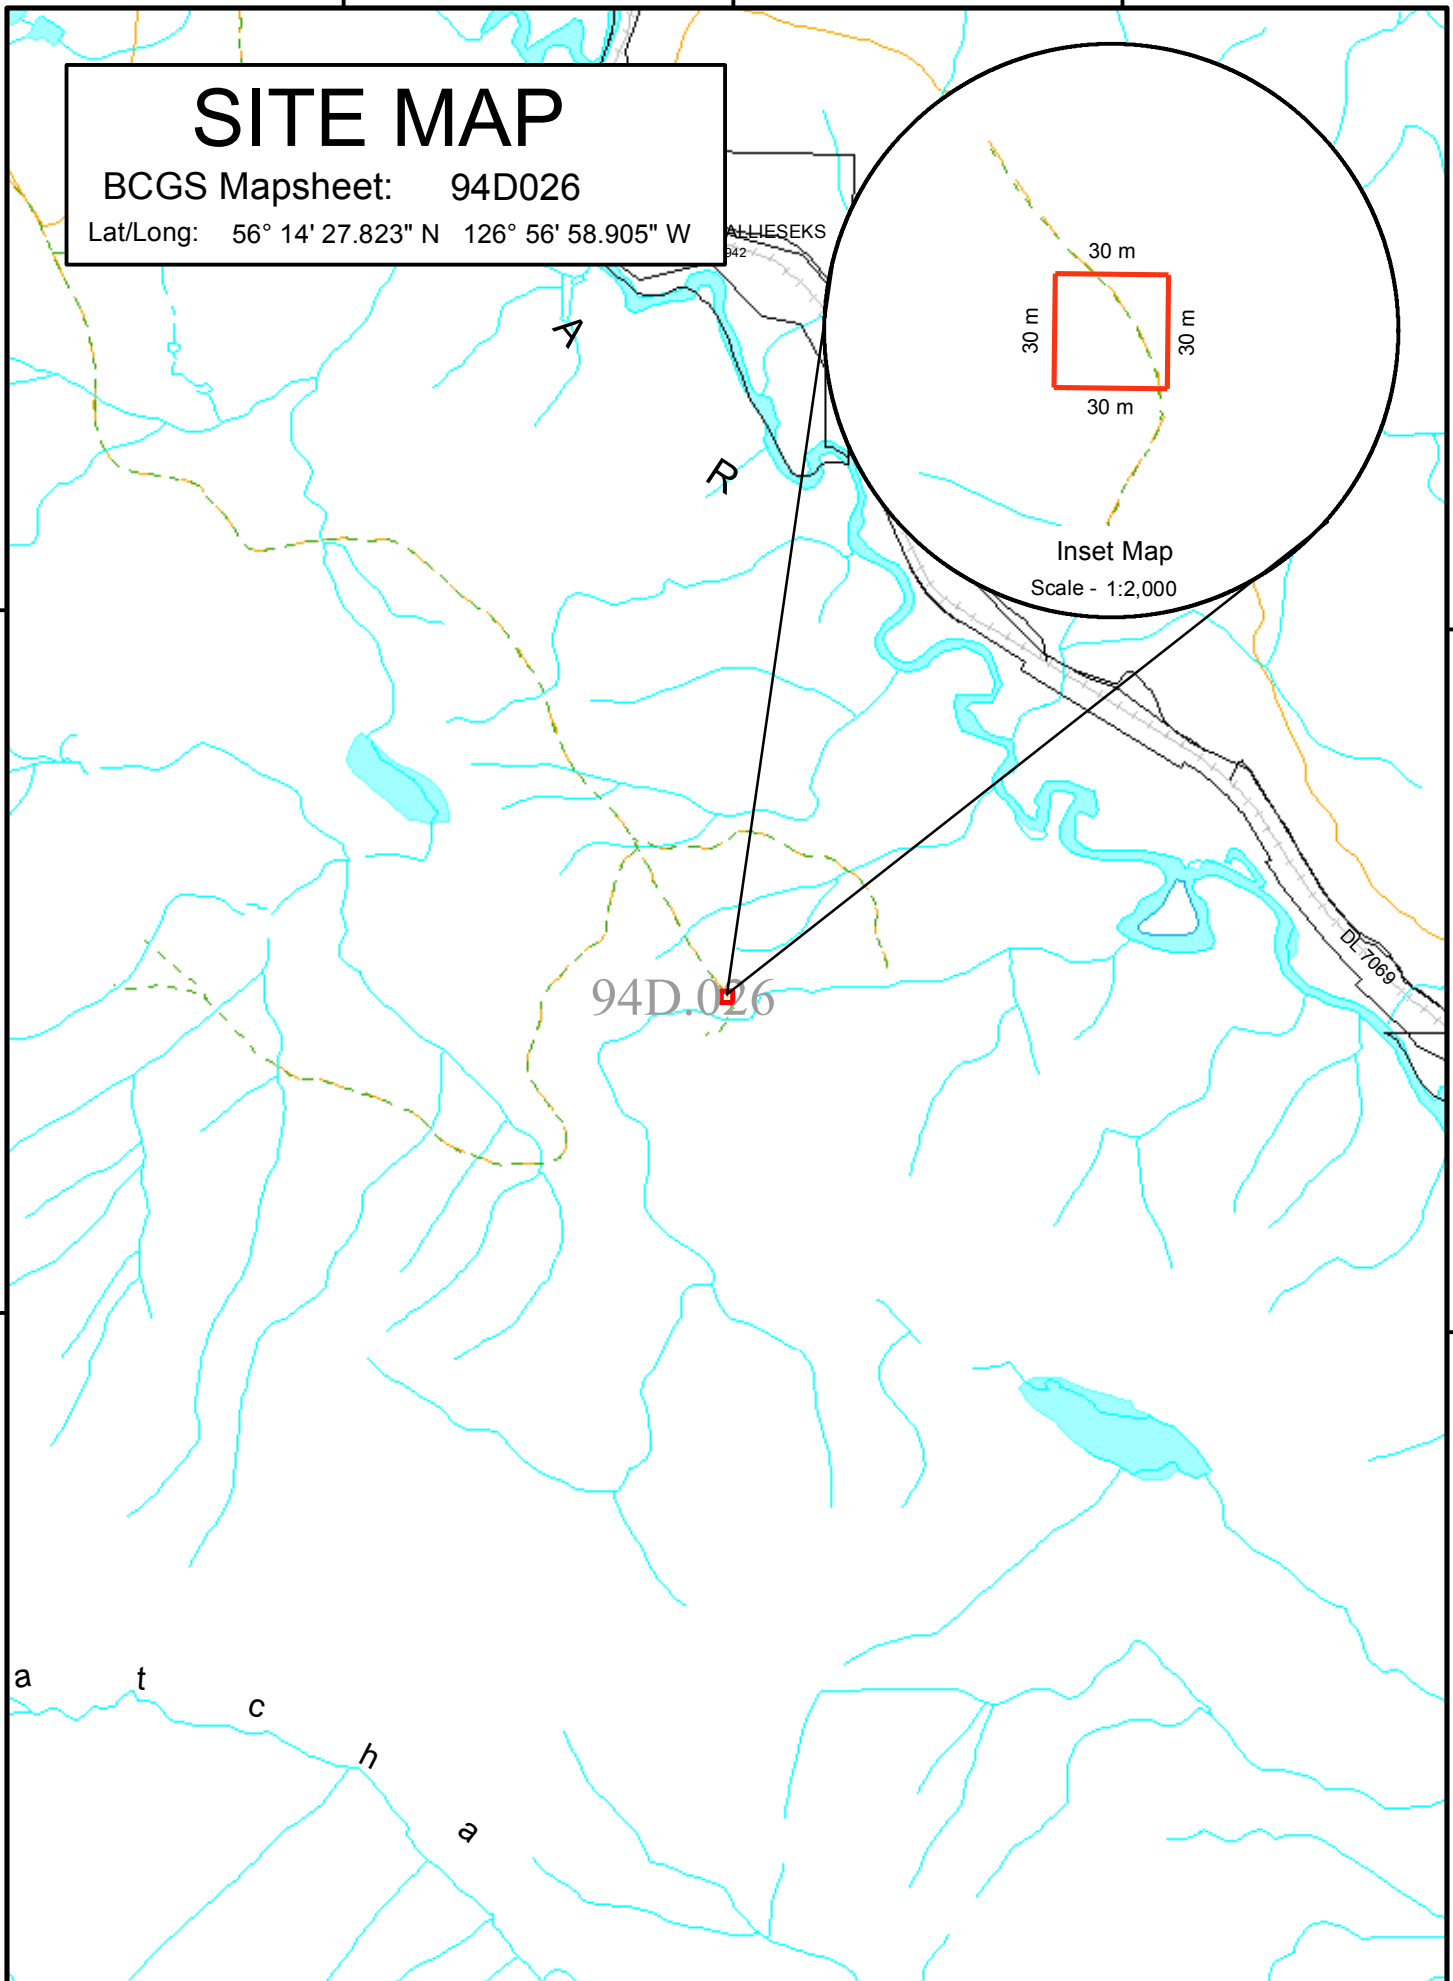 SITE MAP
BCGS Mapsheet: 94D026
Lat/Long: 56° 14' 27.823" N 126° 56' 58.905" W
ALLIESEKS
942
A
R
30 m
30 m
30 m
30 m
Inset Map
Scale - 1:2,000
DL 7069
94D.026
a t c h a